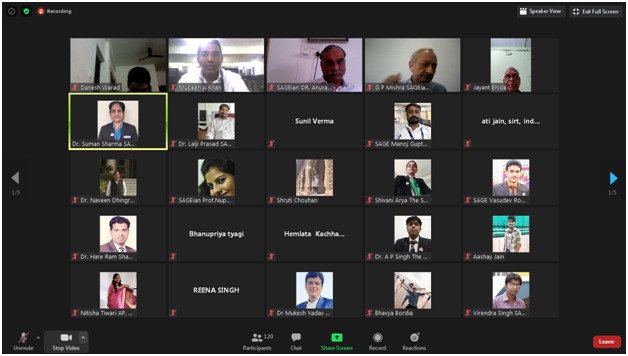 Recording
Speaker View
Exit Full Screen
Danesh Warad
Mukesh A Khan
SAGEian DR, Anura...
G P Mishra SAGEia...
Jayant Bhide
Dr. Suman Sharma SA...
Dr. Lalji Prasad SA...
Sunil Verma
SAGE Manoj Gupt...
ati jain, sirt, ind...
1/5
1/5
Dr. Naveen Dhingr...
SAGEian Prof.Nup...
Shruti Chouhan
Shivani Arya The S...
SAGE Vasudev Ro...
Dr. Hare Ram Sha...
Bhanupriya tyagi
Hemlata Kachha...
Dr. A P Singh The ...
Aashay Jain
Nitisha Tiwari AP, ...
REENA SINGH
Dr Mukesh Yadav ...
Bhavya Bordia
Virendra Singh SA...
120
Unmute
Stop Video
Participants
Chat
Share Screen
Record
Reactions
Leave